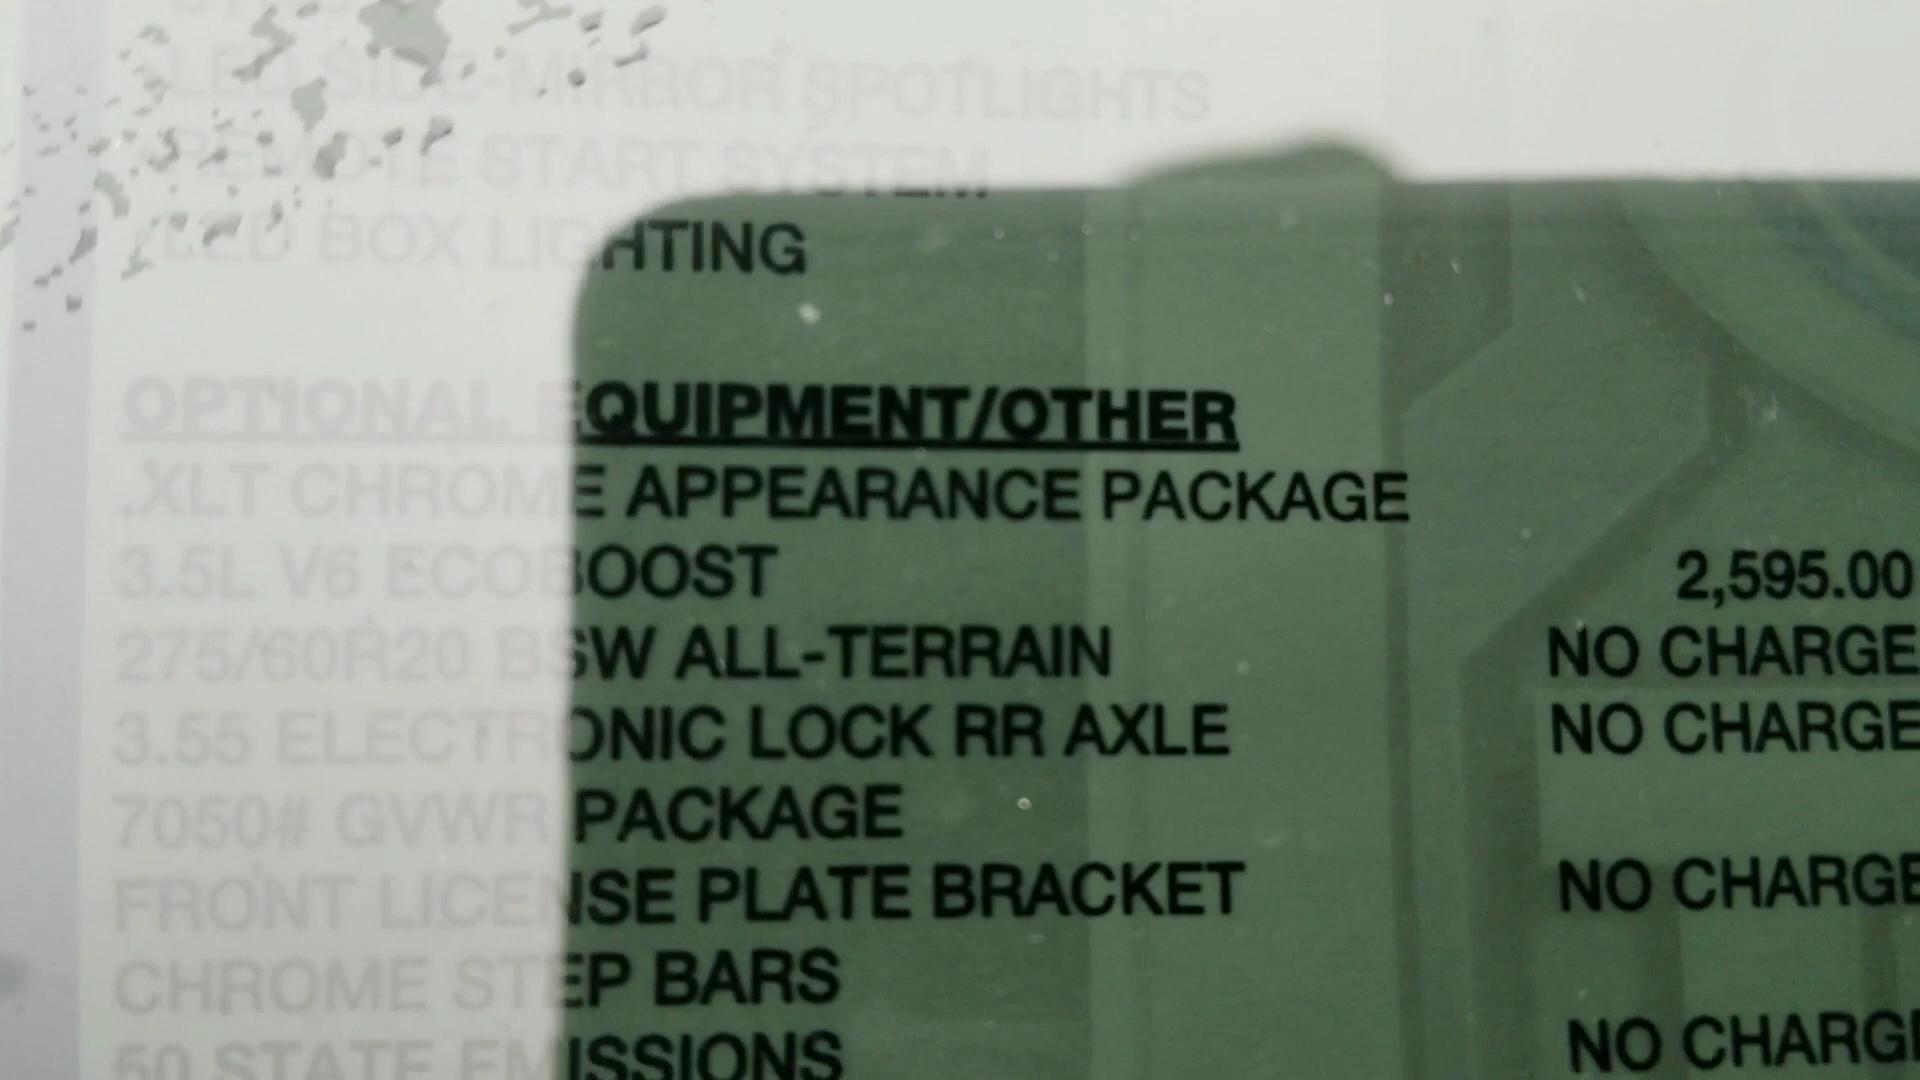 LED SIDE-MIRROR SPOTLIGHTS
REMOTE START SYSTEM
LED BOX LIGHTING
OPTIONAL EQUIPMENT/OTHER
.XLT CHROME APPEARANCE PACKAGE
3.5L V6 ECOBOOST 2,595.00
275/60R20 BSW ALL-TERRAIN NO CHARGE
3.55 ELECTRONIC LOCK RR AXLE NO CHARGE
7050# GVWR PACKAGE
FRONT LICENSE PLATE BRACKET NO CHARGE
CHROME STEP BARS
50 STATE EMISSIONS NO CHARGE